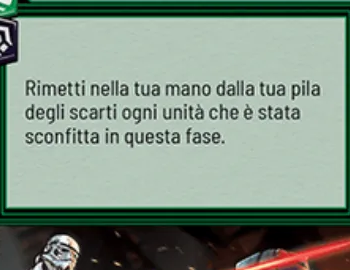 Rimetti nella tua mano dalla tua pila
degli scarti ogni unità che è stata
sconfitta in questa fase.